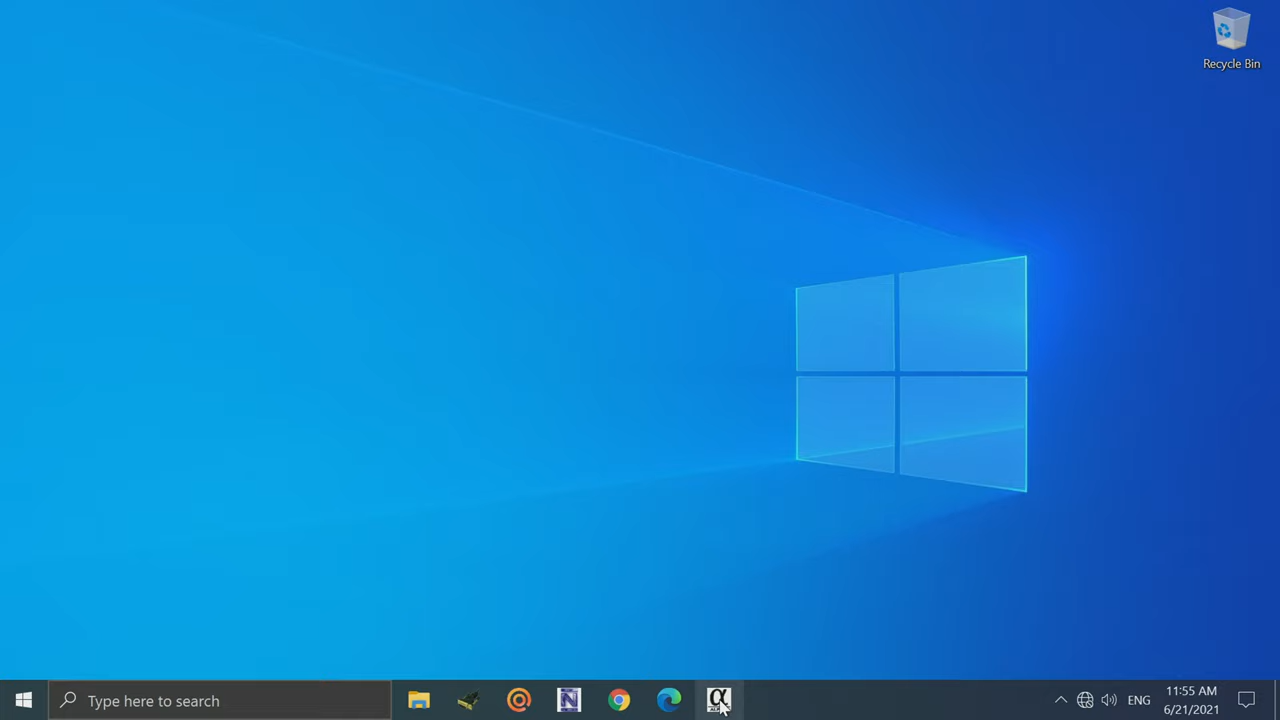 Recycle Bin
Type here to search
N
α
ENG
11:55 AM
6/21/2021